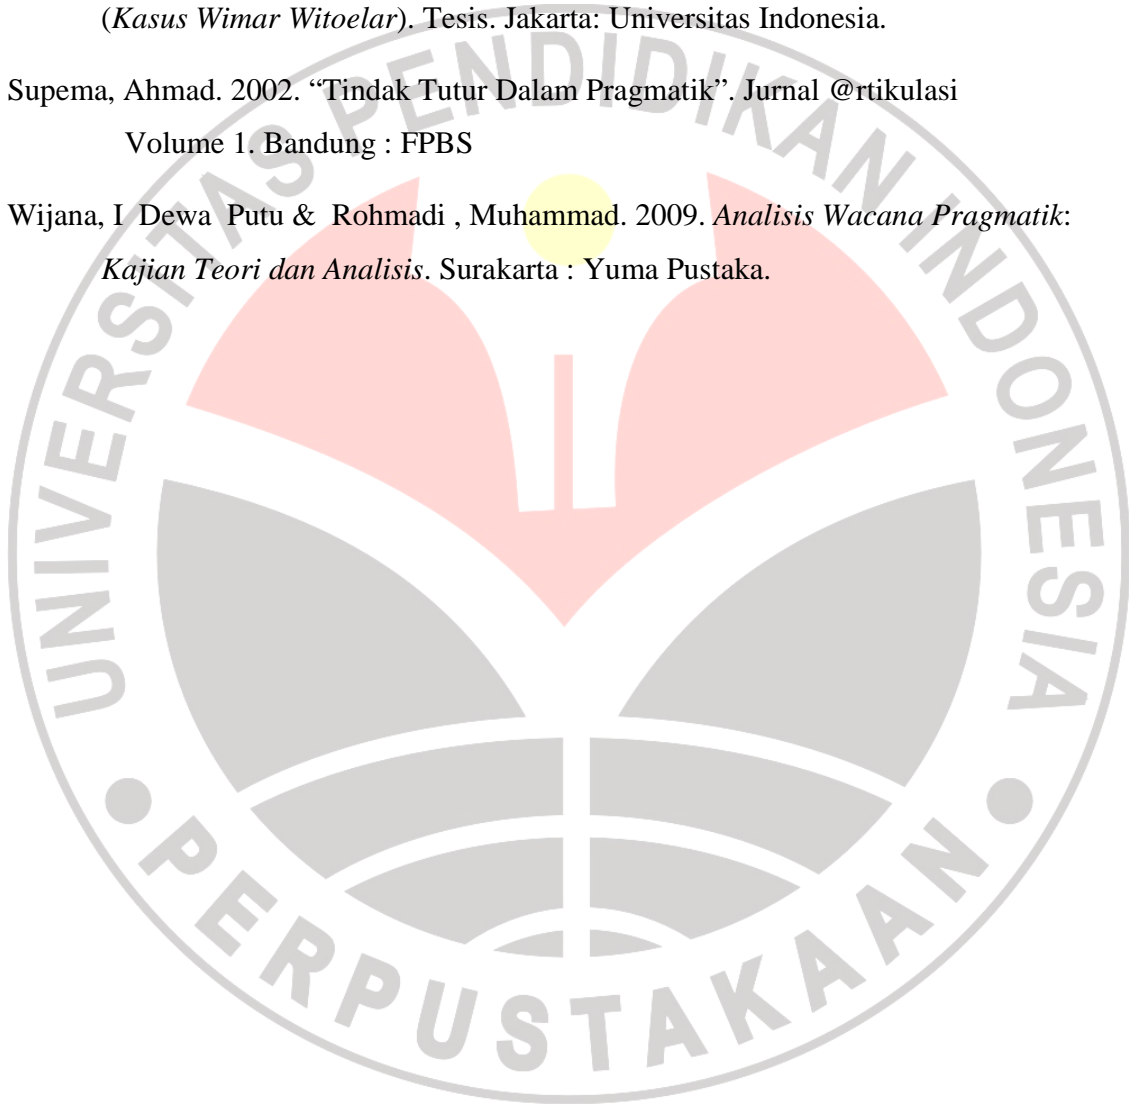 (Kasus Wimar Witoelar). Tesis. Jakarta: Universitas Indonesia.
Supema, Ahmad. 2002. “Tindak Tutur Dalam Pragmatik”. Jurnal @rtikulasi
Volume 1. Bandung : FPBS
Wijana, I Dewa Putu & Rohmadi , Muhammad. 2009. Analisis Wacana Pragmatik:
Kajian Teori dan Analisis. Surakarta : Yuma Pustaka.
UNIVERSITAS PENDIDIKAN INDONESIA
PERPUSTAKAAN